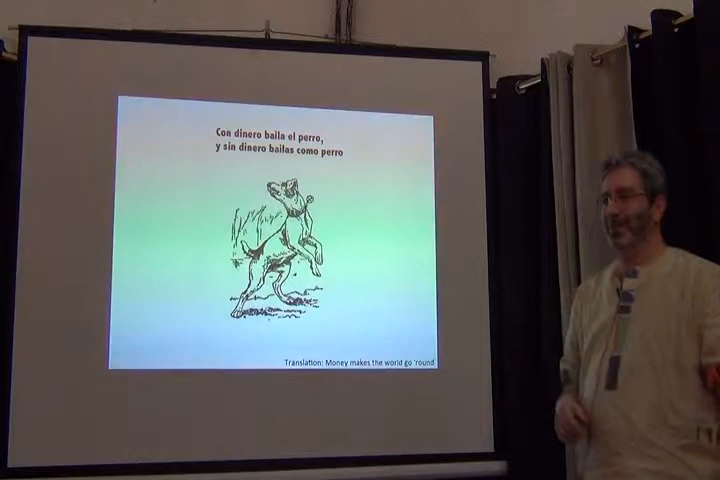 Con dinero baila el perro,
y sin dinero bailas como perro
Translation: Money makes the world go 'round